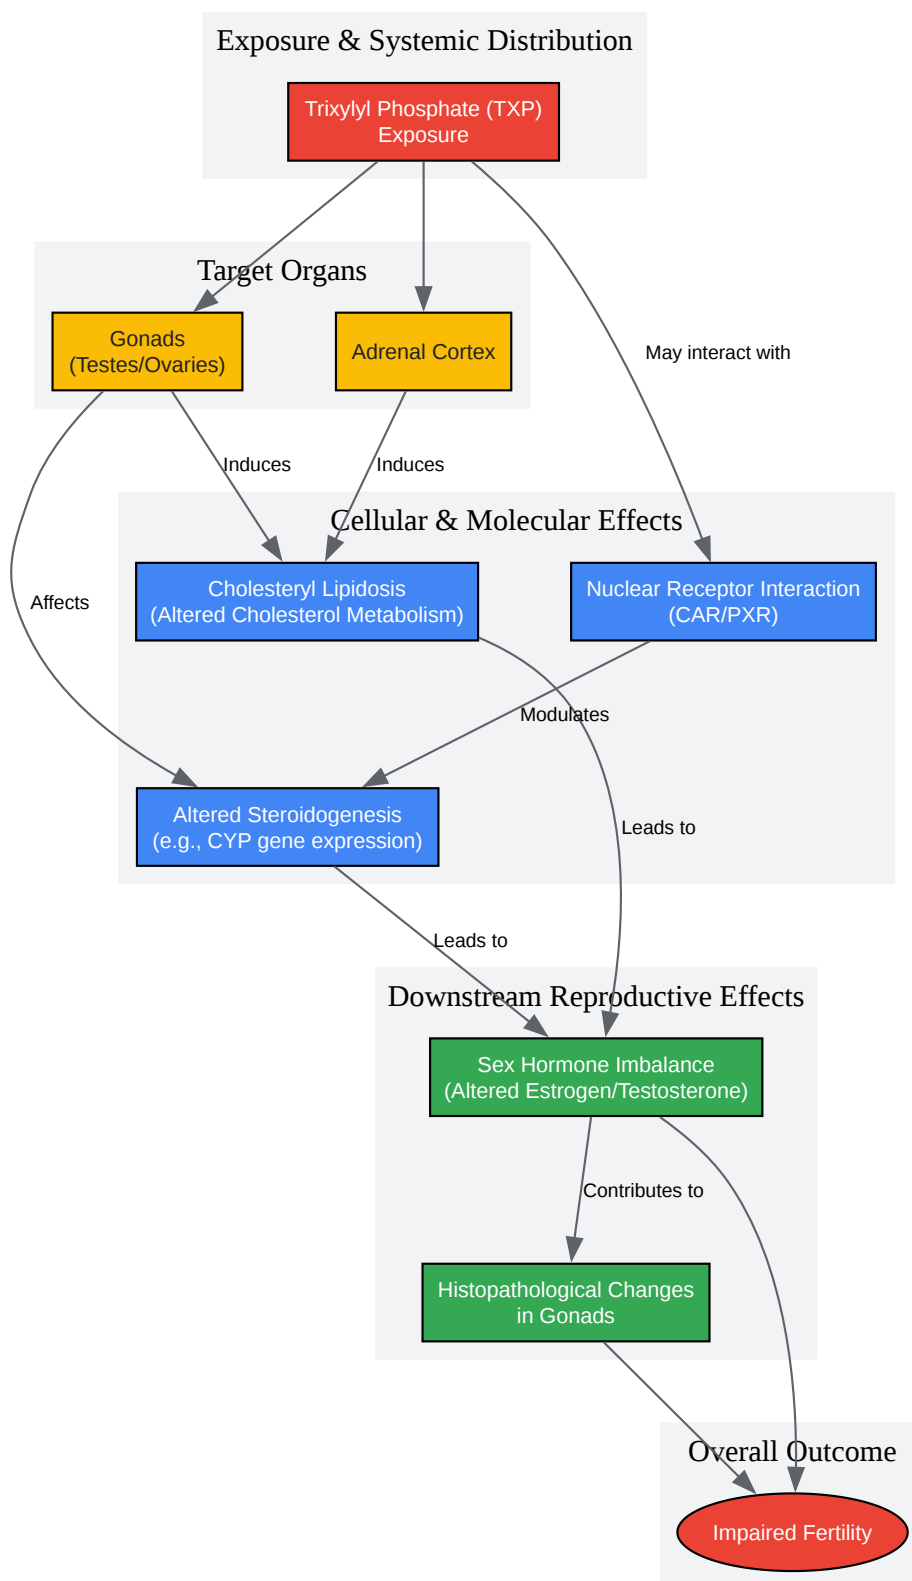 Exposure & Systemic Distribution
Trixylyl Phosphate (TXP)
Exposure
Target Organs
Gonads
(Testes/Ovaries)
Adrenal Cortex
May interact with
Induces
Induces
Cellular & Molecular Effects
Cholesteryl Lipidosis
(Altered Cholesterol Metabolism)
Nuclear Receptor Interaction
(CAR/PXR)
Affects
Modulates
Altered Steroidogenesis
(e.g., CYP gene expression)
Leads to
Leads to
Downstream Reproductive Effects
Sex Hormone Imbalance
(Altered Estrogen/Testosterone)
Contributes to
Histopathological Changes
in Gonads
Overall Outcome
Impaired Fertility